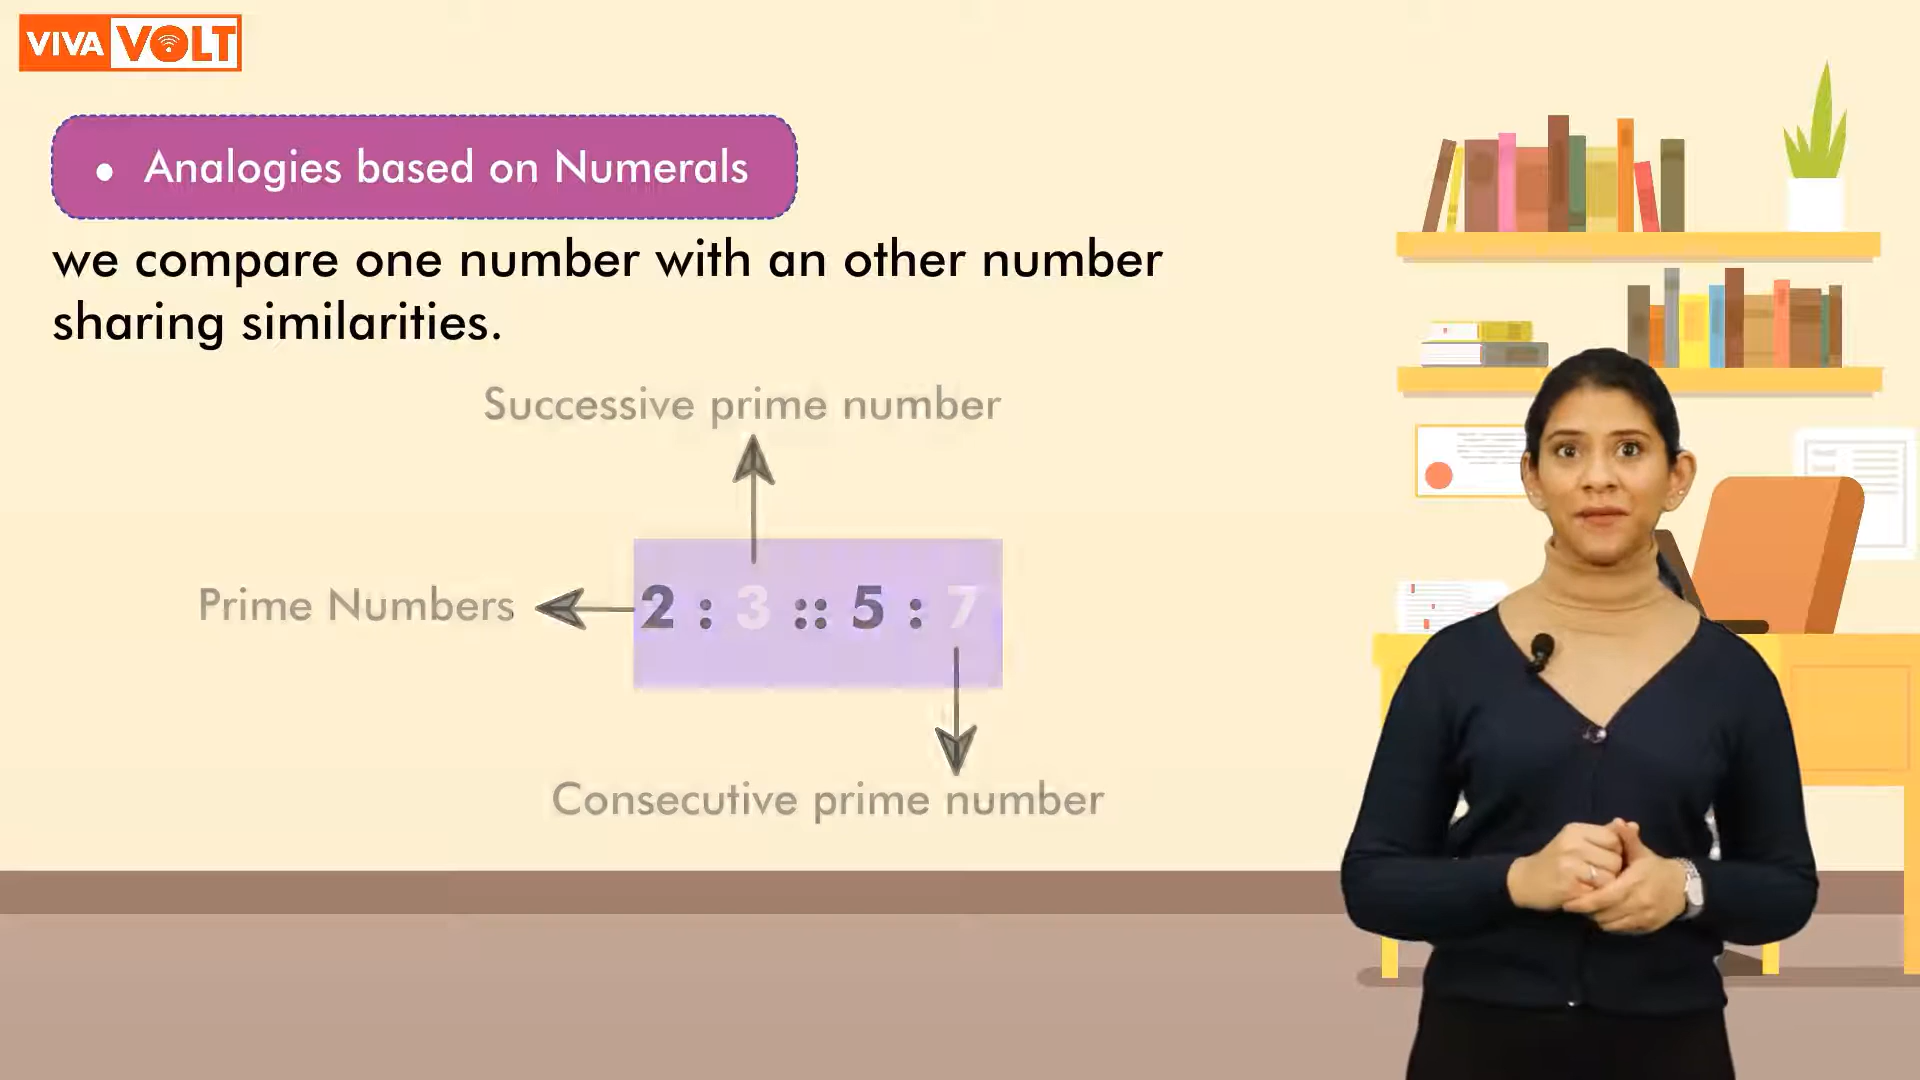 VIVA VOLT
• Analogies based on Numerals
we compare one number with an other number
sharing similarities.
Successive prime number
Prime Numbers
2 : 3 :: 5 : 7
Consecutive prime number